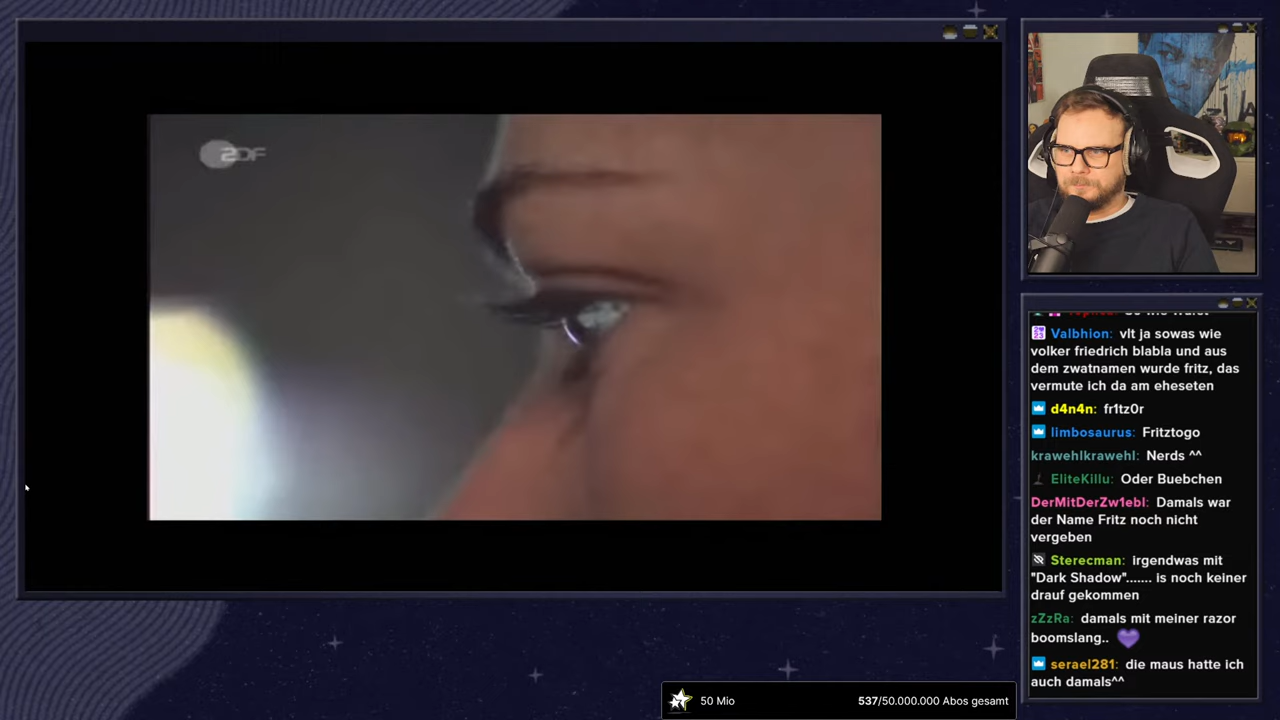 ZDF
Valbhion: vlt ja sowas wie
volker friedrich blabla und aus
dem zwatnamen wurde fritz, das
vermute ich da am eheseten
d4n4n: fr1tz0r
limbosaurus: Fritztogo
krawehlkrawehl: Nerds ^^
EliteKillu: Oder Buebchen
DerMitDerZw1ebl: Damals war
der Name Fritz noch nicht
vergeben
Sterecman: irgendwas mit
"Dark Shadow"....... is noch keiner
drauf gekommen
zZzRa: damals mit meiner razor
boomslang..
serael281: die maus hatte ich
auch damals^^
50 Mio
537/50.000.000 Abos gesamt